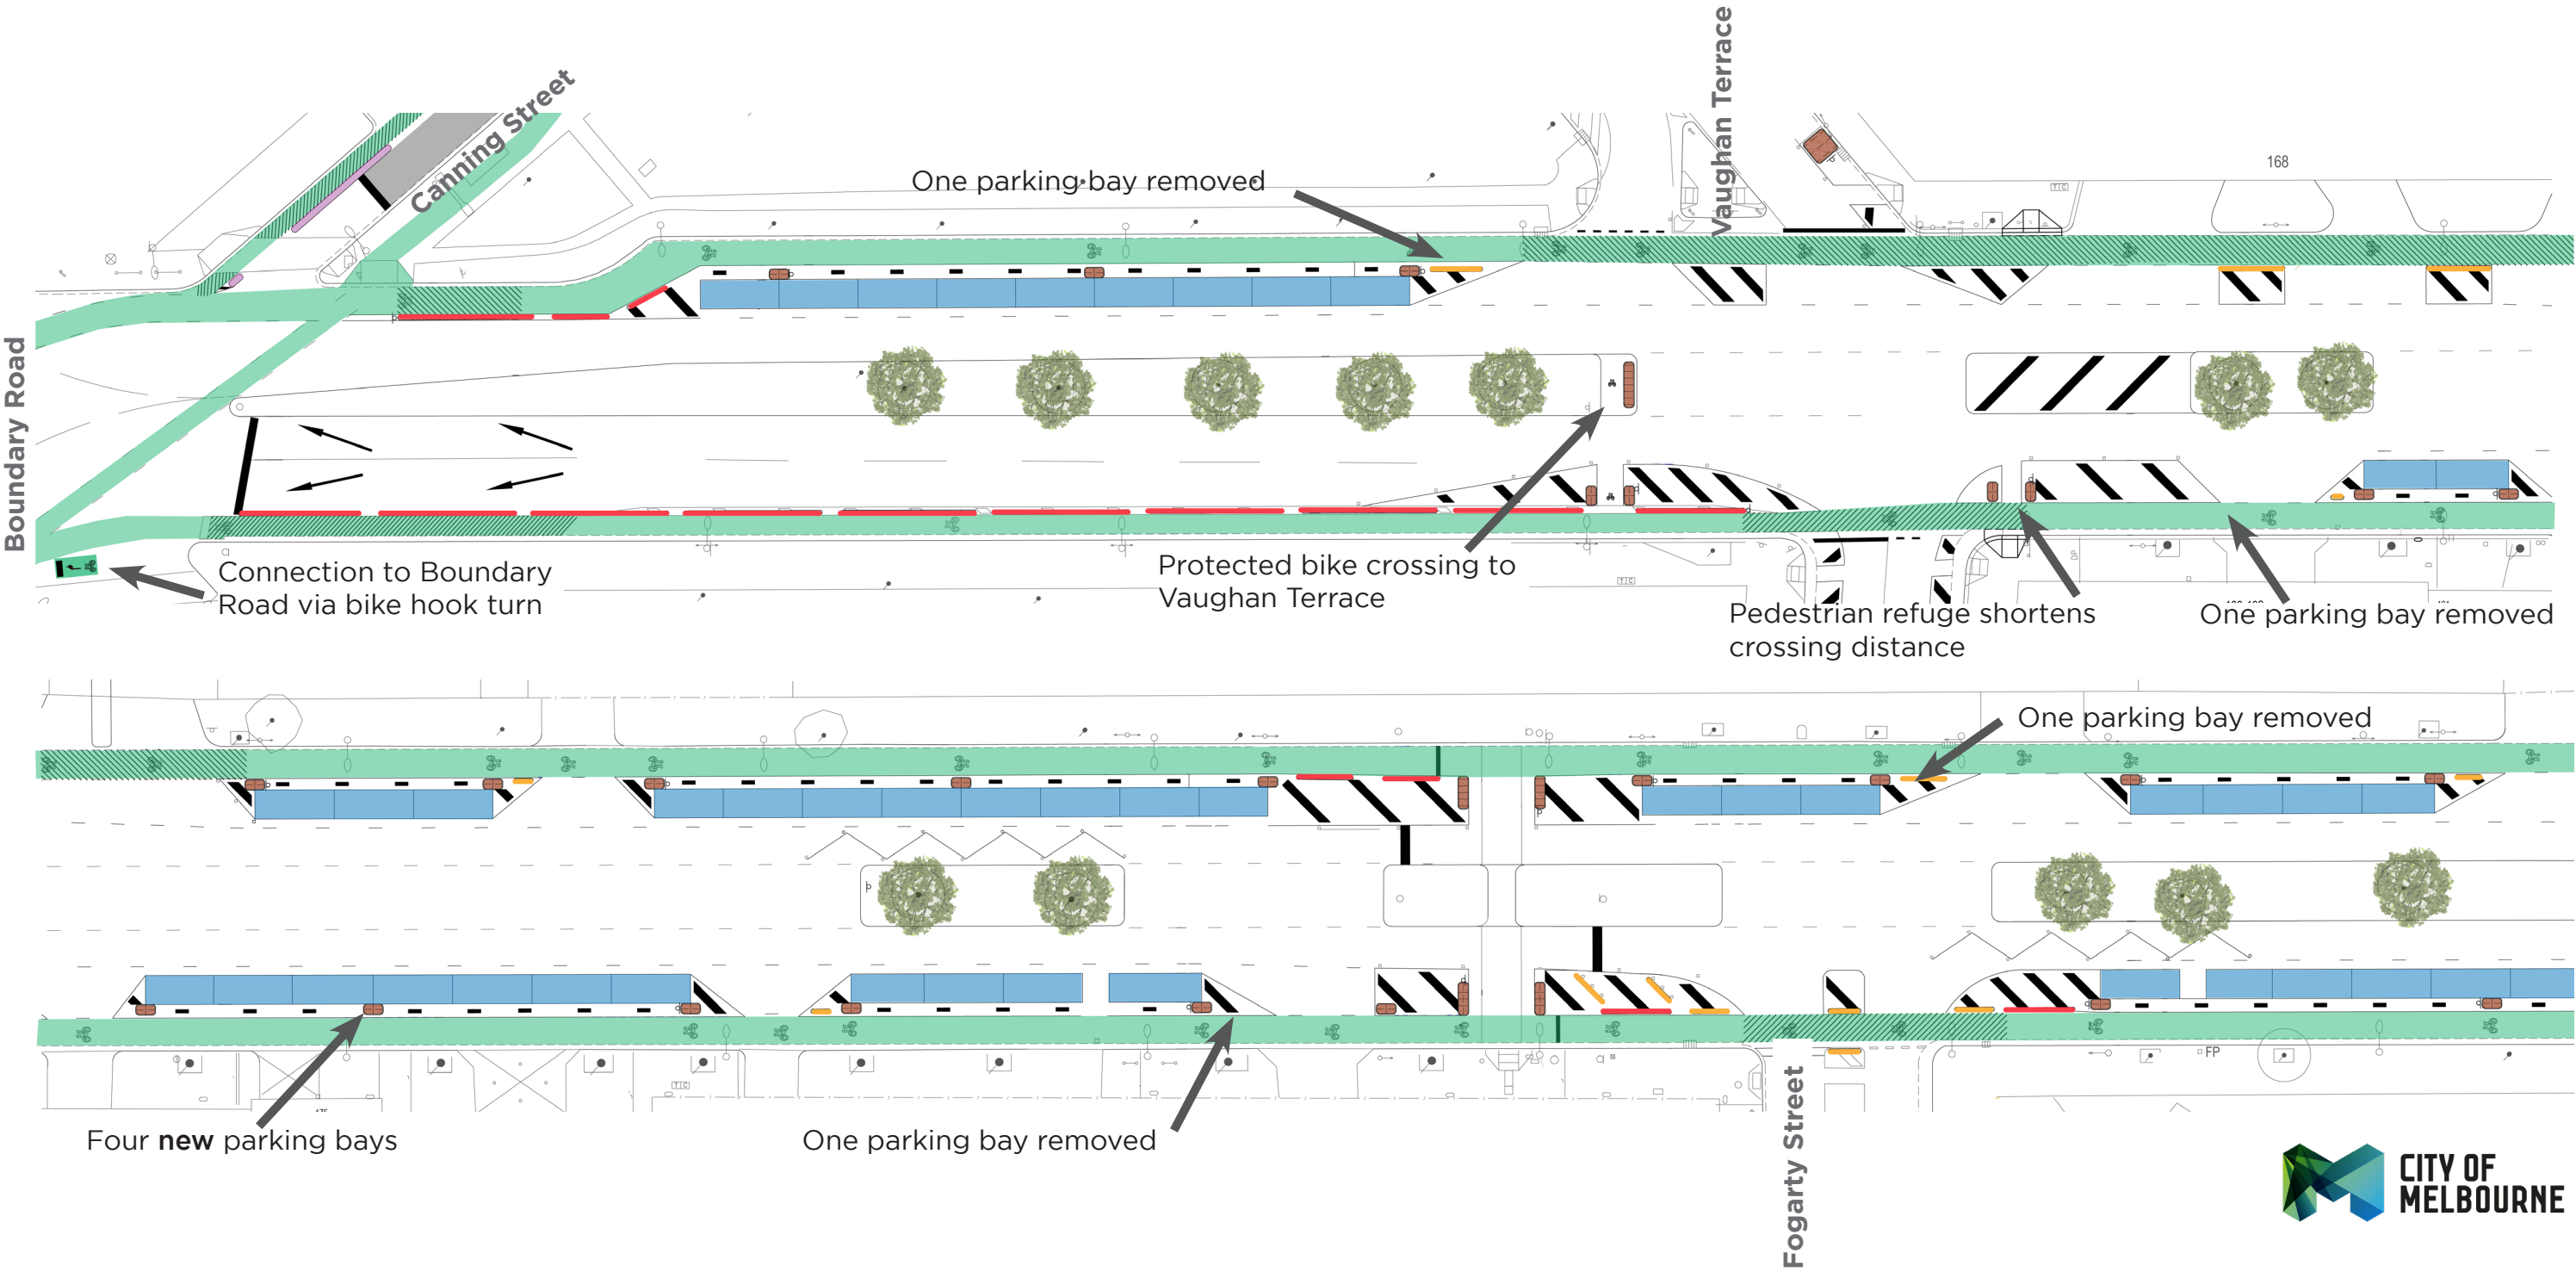 Vaughan Terrace
Canning Street
168
One parking bay removed
Boundary Road
Connection to Boundary
Road via bike hook turn
Protected bike crossing to
Vaughan Terrace
Pedestrian refuge shortens
crossing distance
One parking bay removed
One parking bay removed
FP
Four new parking bays
One parking bay removed
Fogarty Street
CITY OF
MELBOURNE